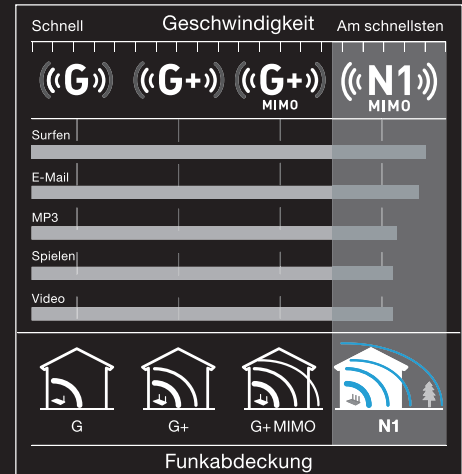 Schnell Geschwindigkeit Am schnellsten
G G+ G+ MIMO N1 MIMO
Surfen
E-Mail
MP3
Spielen
Video
G G+ G+MIMO N1
Funkabdeckung